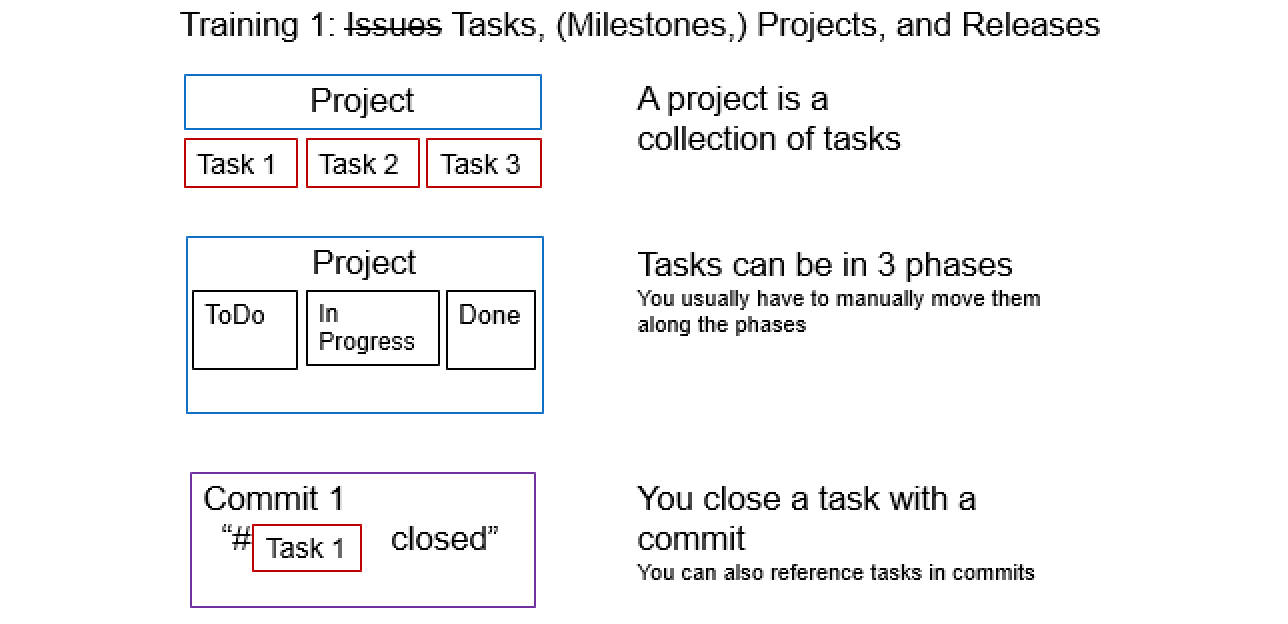 Training 1: Issues Tasks, (Milestones,) Projects, and Releases
Project
Task 1 Task 2 Task 3
A project is a
collection of tasks
Project
ToDo
In
Progress
Done
Tasks can be in 3 phases
You usually have to manually move them
along the phases
Commit 1
“# Task 1 closed”
You close a task with a
commit
You can also reference tasks in commits